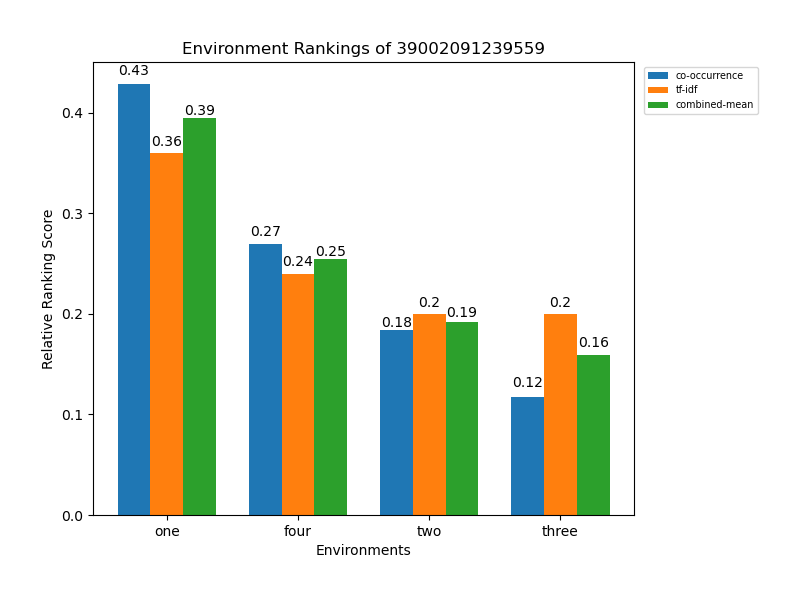 Environment Rankings of 39002091239559
co-occurrence
tf-idf
combined-mean
Relative Ranking Score
0.4
0.3
0.2
0.1
0.0
0.43
0.36
0.39
0.27
0.24
0.25
0.18
0.2
0.19
0.12
0.2
0.16
one
four
two
three
Environments